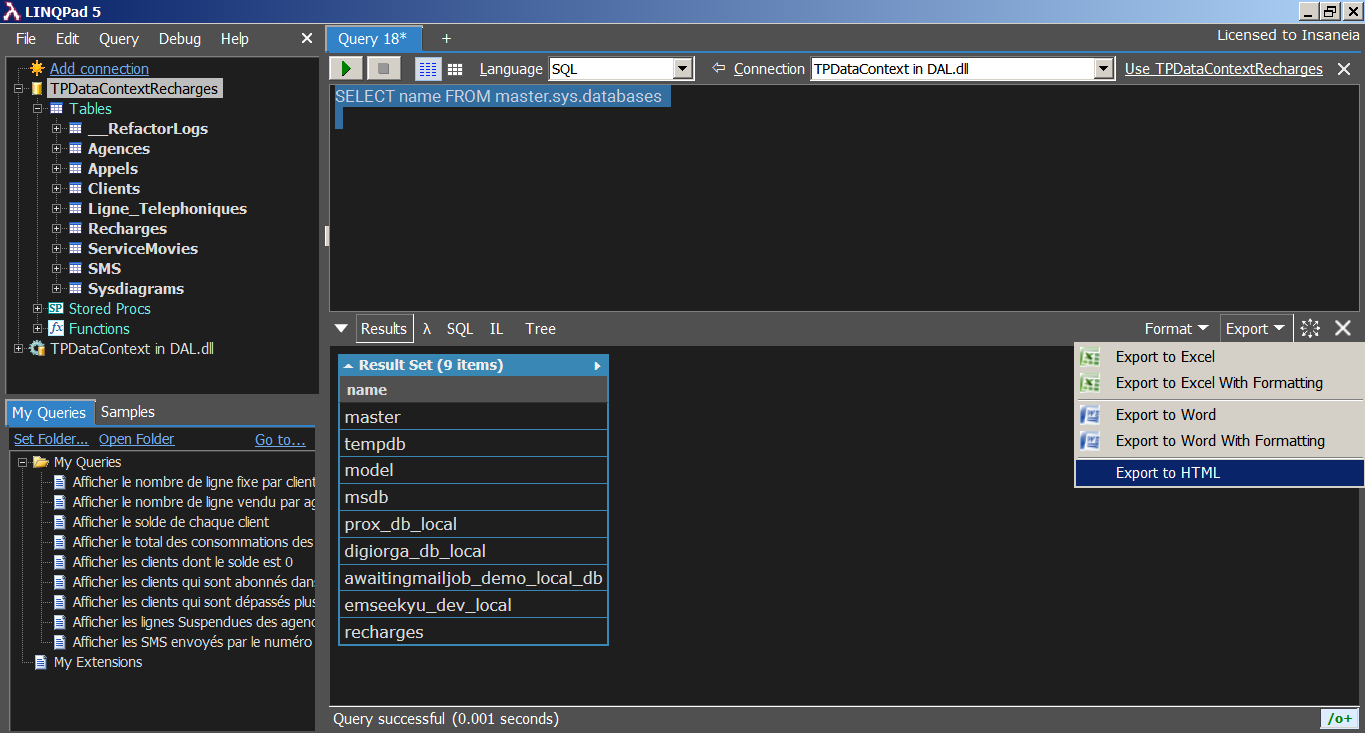 LINQPad 5
File Edit Query Debug Help
Add connection
TPDataContextRecharges
Tables
__RefactorLogs
Agences
Appels
Clients
Ligne_Telephoniques
Recharges
ServiceMovies
SMS
Sysdiagrams
SP Stored Procs
fx Functions
TPDataContext in DAL.dll
My Queries Samples
Set Folder... Open Folder Go to...
My Queries
Afficher le nombre de ligne fixe par client
Afficher le nombre de ligne vendu par ag
Afficher le solde de chaque client
Afficher le total des consommations des
Afficher les clients dont le solde est 0
Afficher les clients qui sont abonnés dans
Afficher les clients qui sont dépassés plus
Afficher les lignes Suspendues des agenc
Afficher les SMS envoyés par le numéro
My Extensions
Query 18* +
Licensed to Insaneia
Language SQL Connection TPDataContext in DAL.dll Use TPDataContextRecharges
SELECT name FROM master.sys.databases
Results λ SQL IL Tree Format Export
Export to Excel
Export to Excel With Formatting
Export to Word
Export to Word With Formatting
Export to HTML
Result Set (9 items)
name
master
tempdb
model
msdb
prox_db_local
digiorga_db_local
awaitingmailjob_demo_local_db
emseekyu_dev_local
recharges
Query successful (0.001 seconds)
/o+